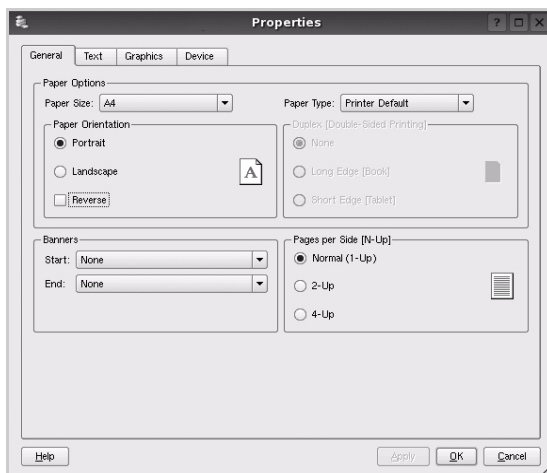 Properties
General Text Graphics Device
Paper Options
Paper Size: A4 Paper Type: Printer Default
Paper Orientation
Portrait
Landscape
Reverse
A
Duplex [Double-Sided Printing]
None
Long Edge [Book]
Short Edge [Tablet]
Banners
Start: None
End: None
Pages per Side [N-Up]
Normal (1-Up)
2-Up
4-Up
Help Apply OK Cancel